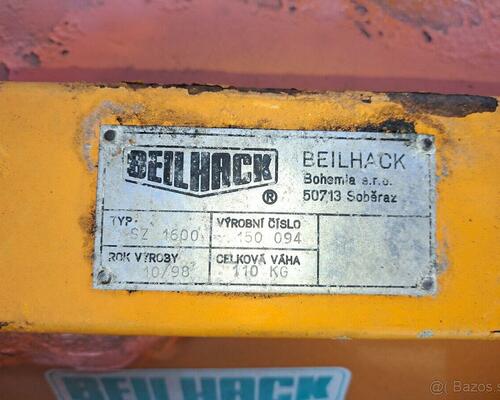 BEILHACK
®
BEILHACK
Bohemia s.r.o.
50713 Soběraz
TYP
SZ 1600
VÝROBNÍ ČÍSLO
150 094
ROK VÝROBY
10/98
CELKOVÁ VÁHA
110 KG
BEILHACK
Bazos.s